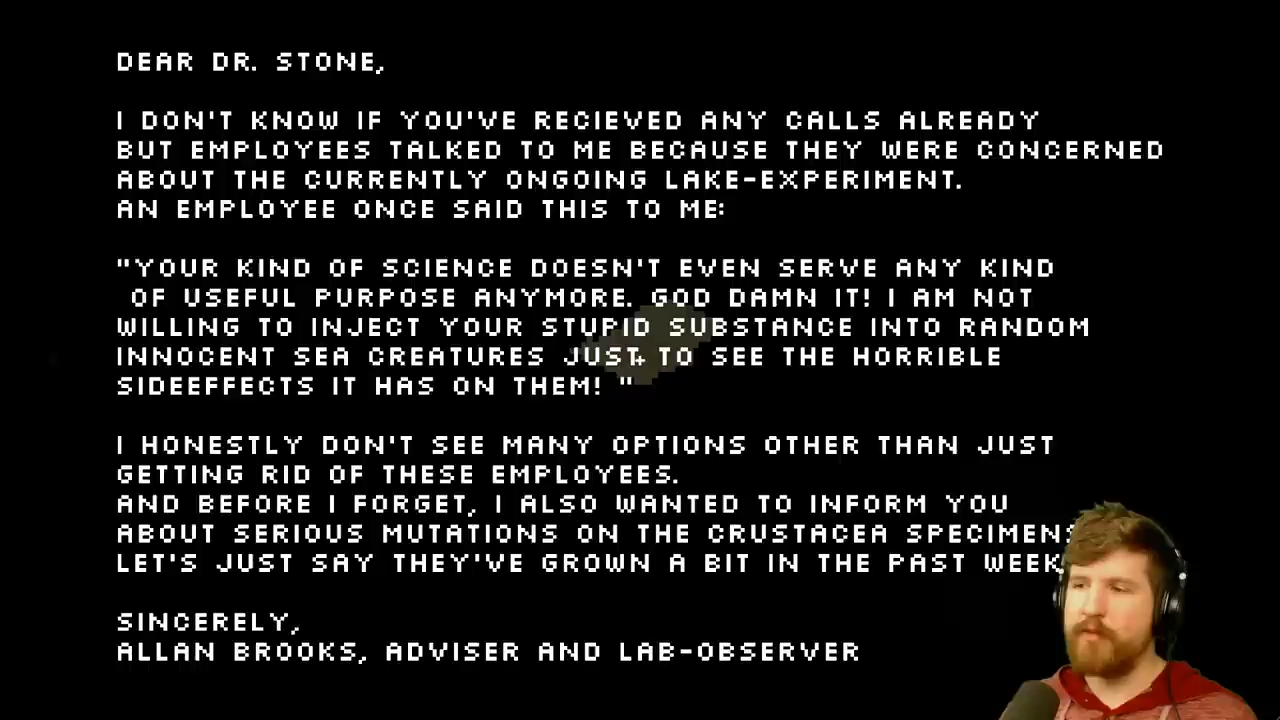 DEAR DR. STONE,
I DON'T KNOW IF YOU'VE RECIEVED ANY CALLS ALREADY
BUT EMPLOYEES TALKED TO ME BECAUSE THEY WERE CONCERNED
ABOUT THE CURRENTLY ONGOING LAKE-EXPERIMENT.
AN EMPLOYEE ONCE SAID THIS TO ME:
"YOUR KIND OF SCIENCE DOESN'T EVEN SERVE ANY KIND
OF USEFUL PURPOSE ANYMORE. GOD DAMN IT! I AM NOT
WILLING TO INJECT YOUR STUPID SUBSTANCE INTO RANDOM
INNOCENT SEA CREATURES JUST TO SEE THE HORRIBLE
SIDEEFFECTS IT HAS ON THEM! "
I HONESTLY DON'T SEE MANY OPTIONS OTHER THAN JUST
GETTING RID OF THESE EMPLOYEES.
AND BEFORE I FORGET, I ALSO WANTED TO INFORM YOU
ABOUT SERIOUS MUTATIONS ON THE CRUSTACEA SPECIMENS
LET'S JUST SAY THEY'VE GROWN A BIT IN THE PAST WEEK
SINCERELY,
ALLAN BROOKS, ADVISER AND LAB-OBSERVER